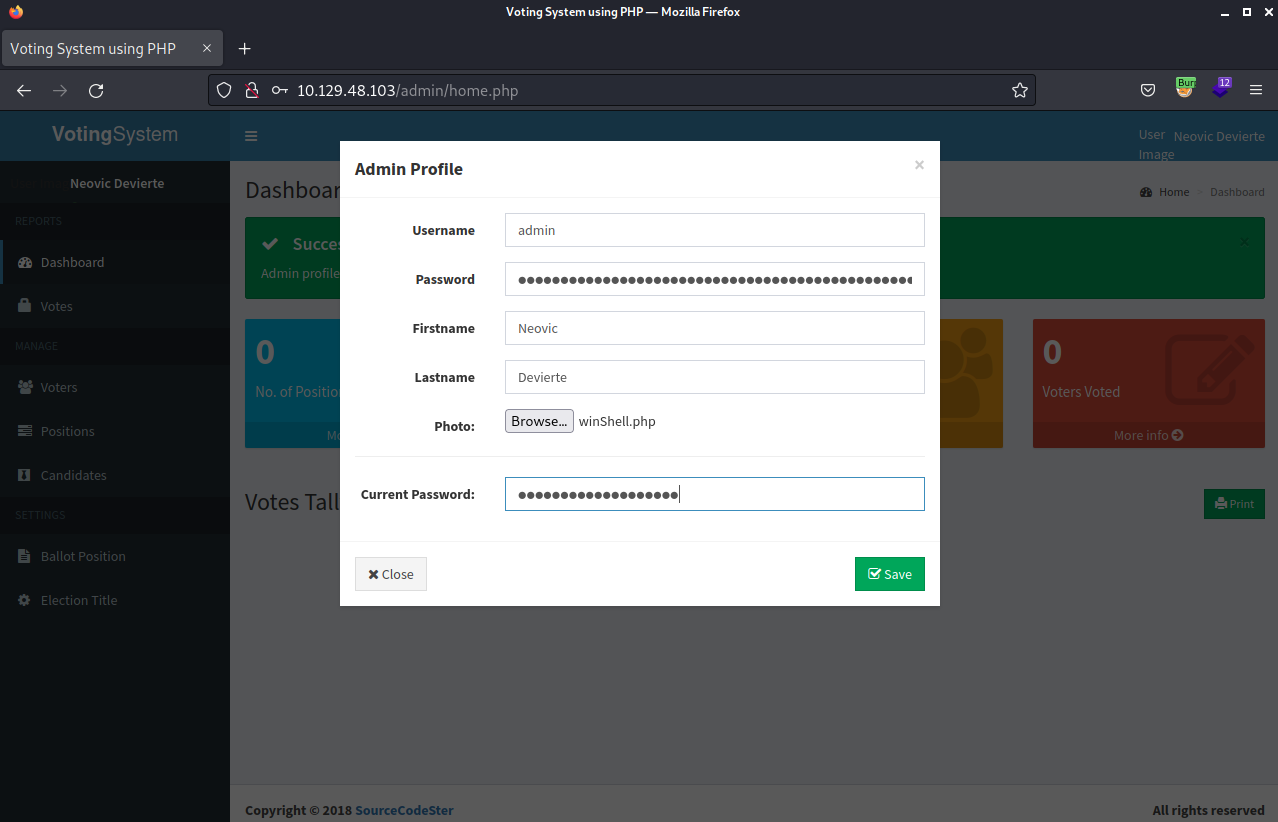 Voting System using PHP — Mozilla Firefox
Voting System using PHP
10.129.48.103/admin/home.php
Bur
12
VotingSystem
User Image
Neovic Devierte
Neovic Devierte
REPORTS
Dashboard
Votes
MANAGE
Voters
Positions
Candidates
SETTINGS
Ballot Position
Election Title
Dashboar
Home
Dashboard
Succes
Admin profile
0
No. of Positio
Mo
0
Voters Voted
More info
Votes Tall
Print
Admin Profile
×
Username
admin
Password
Firstname
Neovic
Lastname
Devierte
Photo:
Browse...
winShell.php
Current Password:
Close
Save
Copyright © 2018 SourceCodeSter
All rights reserved